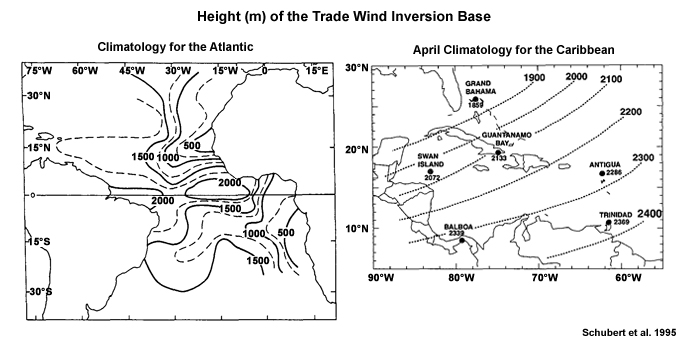 Height (m) of the Trade Wind Inversion Base
Climatology for the Atlantic
75°W 60°W 45°W 30°W 15°W 0 15°E
30°N
15°N
0
15°S
30°S
500
1500 1000
2000
2000
1500
1000 500
1500
April Climatology for the Caribbean
30°N
20°N
10°N
90°W 80°W 70°W 60°W
1900 2000 2100
2200
2300
2400
GRAND
BAHAMA
1859
GUANTANAMO
BAY
2133
SWAN
ISLAND
2072
ANTIGUA
2286
TRINIDAD
2369
BALBOA
2339
Schubert et al. 1995